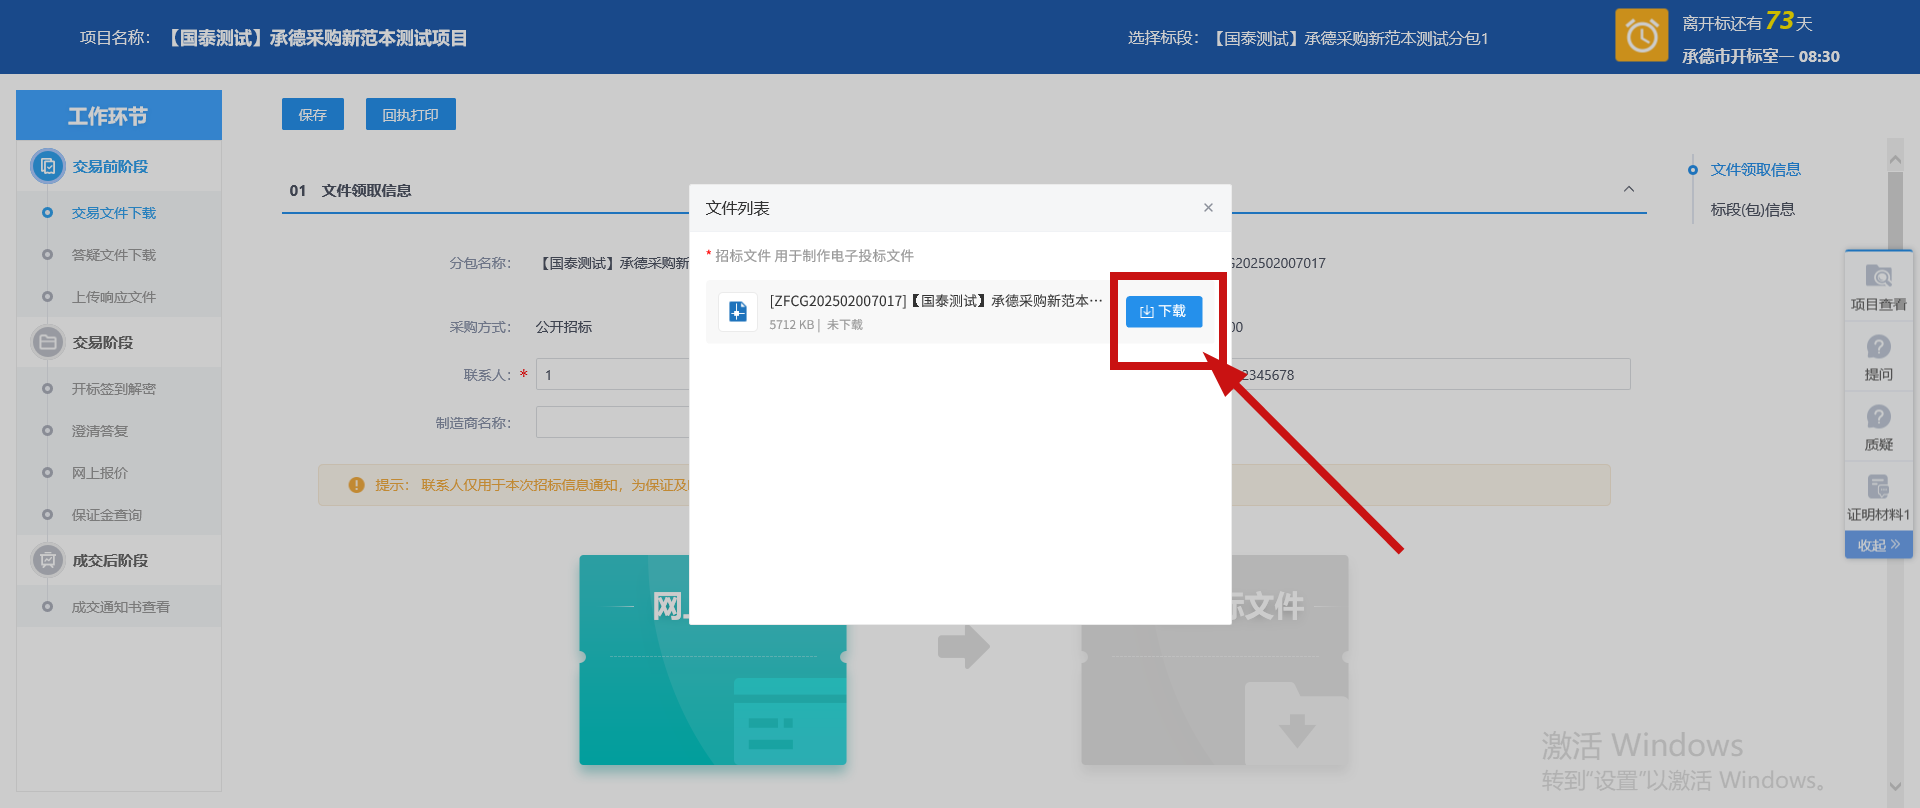 项目名称： 【国泰测试】承德采购新范本测试项目
选择标段： 【国泰测试】承德采购新范本测试分包1
离开标还有73天
承德市开标室一 08:30
工作环节
交易前阶段
交易文件下载
答疑文件下载
上传响应文件
交易阶段
开标签到解密
澄清答复
网上报价
保证金查询
成交后阶段
成交通知书查看
保存
回执打印
01 文件领取信息
分包名称：
【国泰测试】承德采购新
202502007017
采购方式：
公开招标
00
联系人：*
1
2345678
制造商名称：
提示： 联系人仅用于本次招标信息通知，为保证及
网
标文件
文件列表
×
* 招标文件 用于制作电子投标文件
[ZFCG202502007017]【国泰测试】承德采购新范本···
5712 KB | 未下载
下载
文件领取信息
标段(包)信息
项目查看
提问
质疑
证明材料1
收起 »
激活 Windows
转到"设置"以激活 Windows。